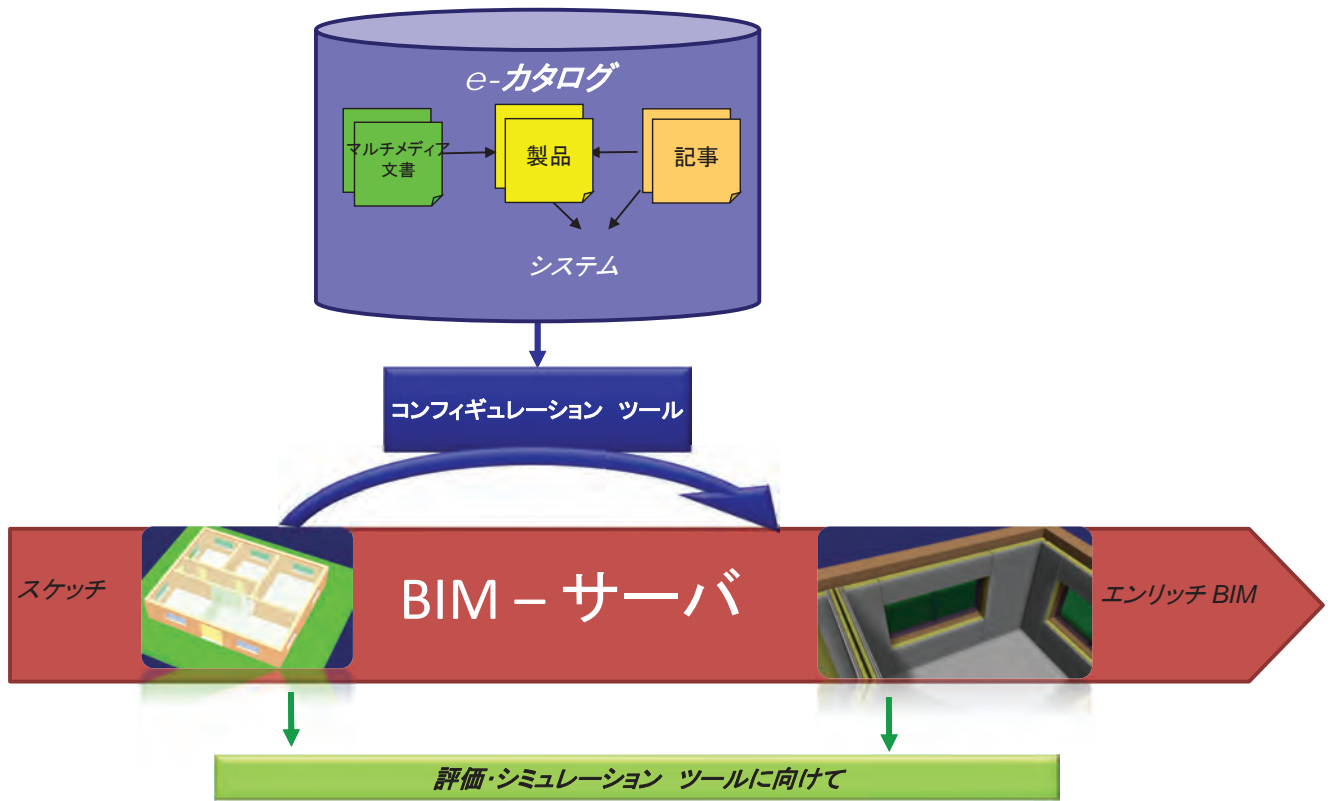 e-カタログ
マルチメディア
文書
製品
記事
システム
コンフィギュレーション ツール
スケッチ
BIM – サーバ
エンリッチ BIM
評価・シミュレーション ツールに向けて